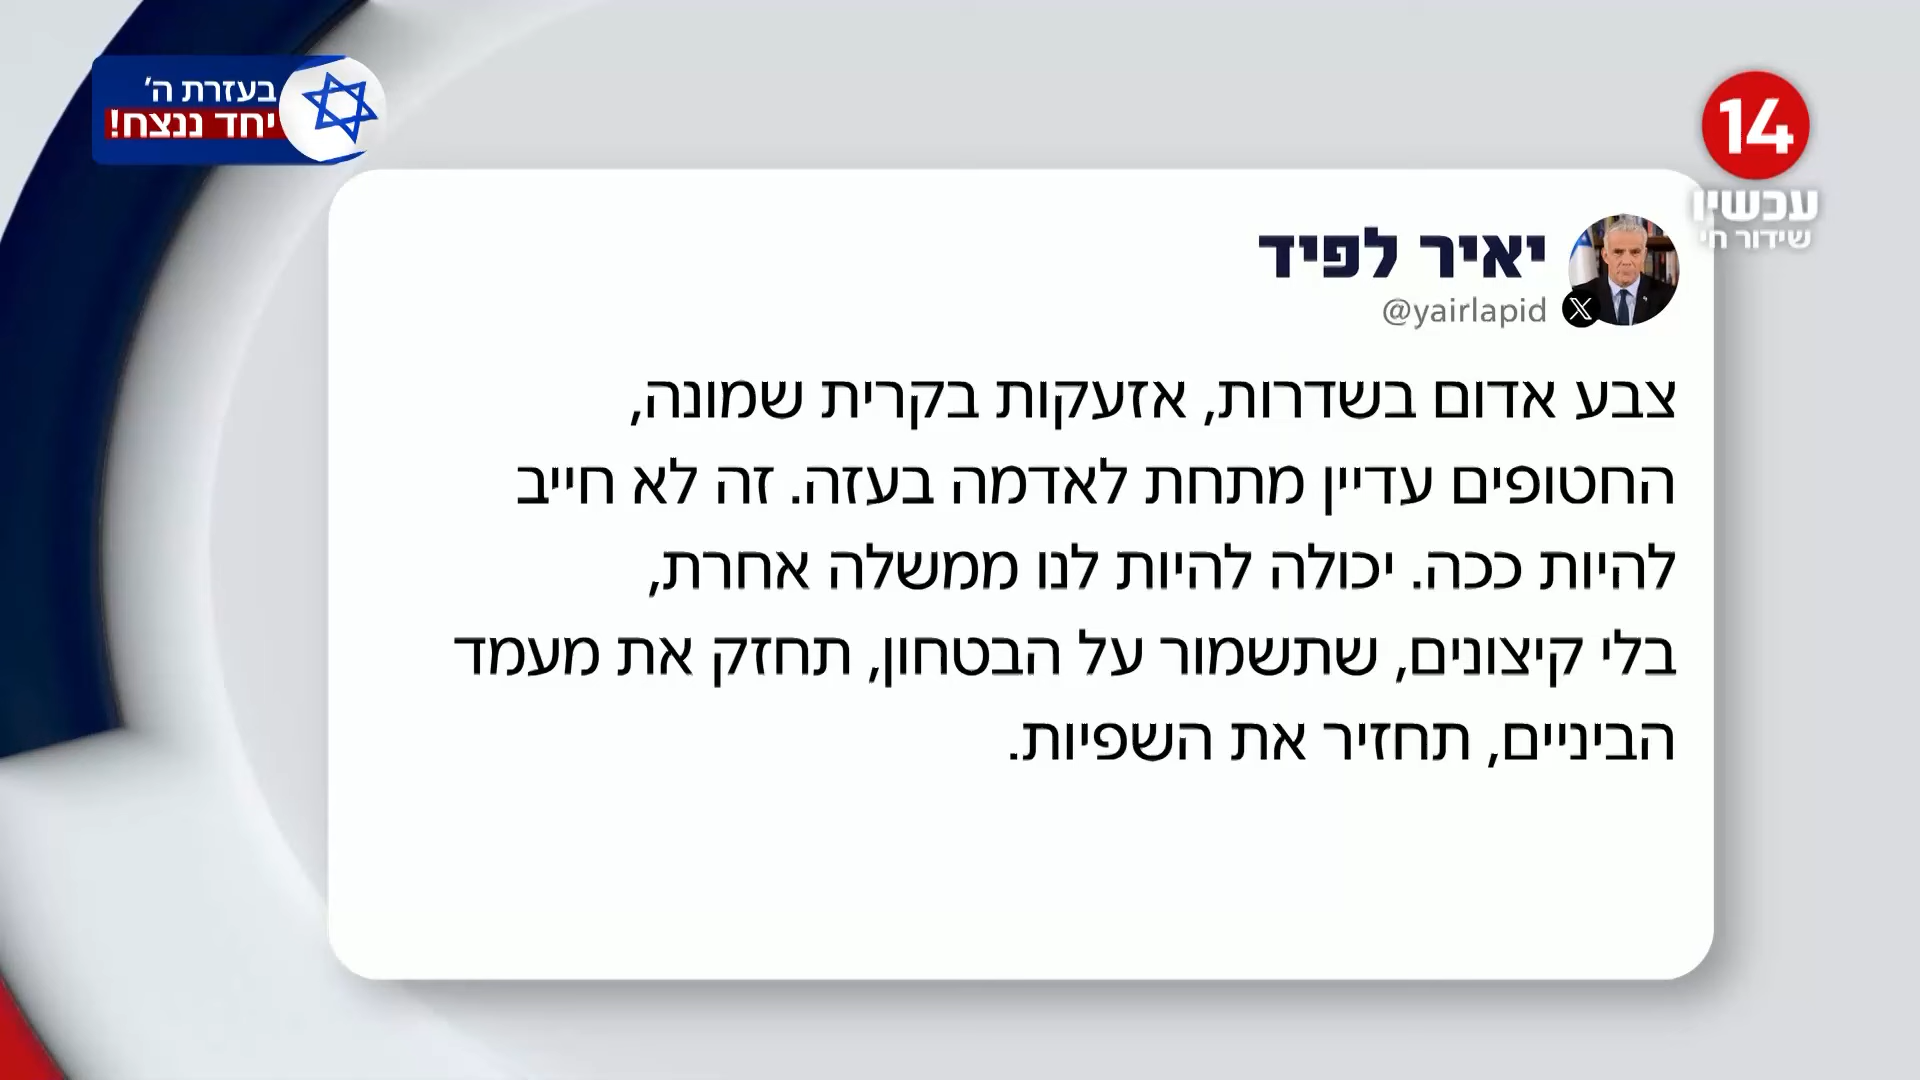 בעזרת ה׳
יחד ננצח!
14
עכשיו
שידור חי
יאיר לפיד
@yairlapid
צבע אדום בשדרות, אזעקות בקרית שמונה,
החטופים עדיין מתחת לאדמה בעזה. זה לא חייב
להיות ככה. יכולה להיות לנו ממשלה אחרת,
בלי קיצונים, שתשמור על הבטחון, תחזק את מעמד
הביניים, תחזיר את השפיות.